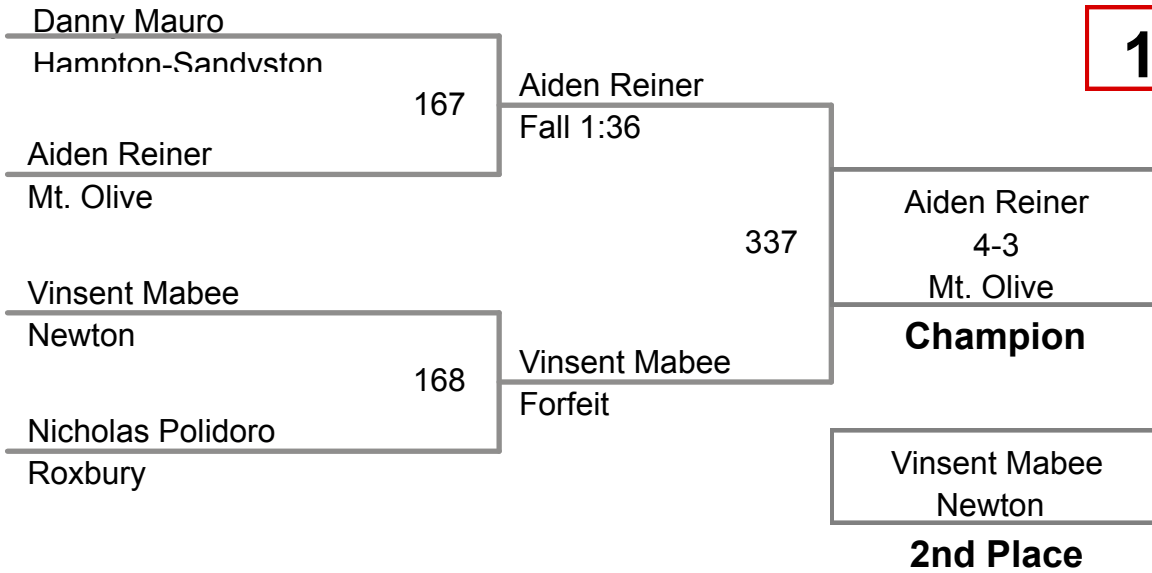 Danny Mauro
Hampton-Sandyston
167
Aiden Reiner
Mt. Olive
Aiden Reiner
Fall 1:36
Vinsent Mabee
Newton
168
Nicholas Polidoro
Roxbury
Vinsent Mabee
Forfeit
337
1
Aiden Reiner
4-3
Mt. Olive
Champion
Vinsent Mabee
Newton
2nd Place